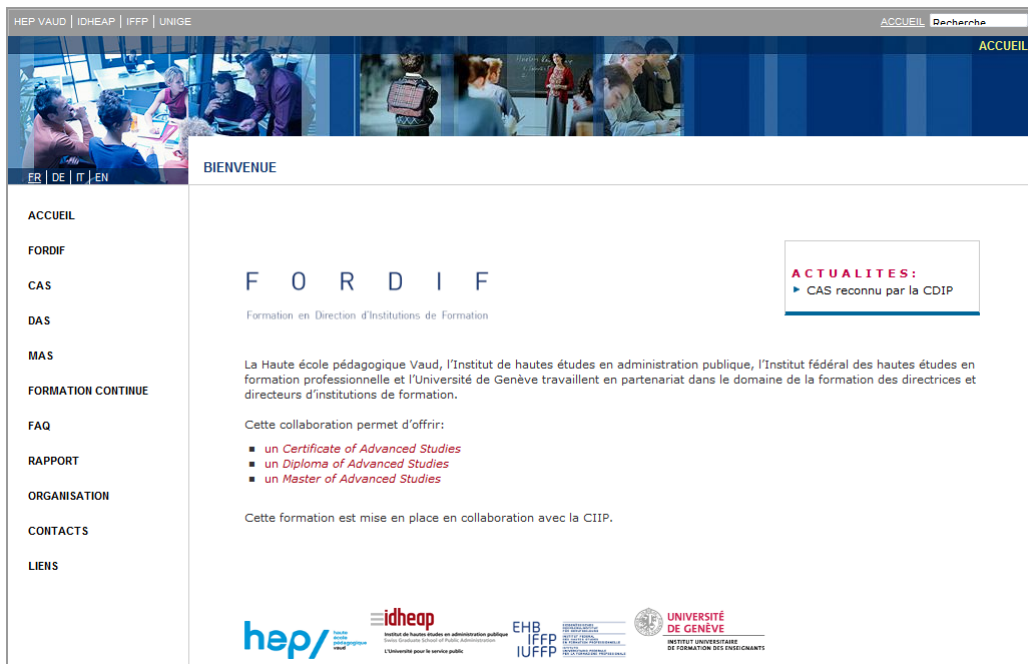 HEP VAUD | IDHEAP | IFFP | UNIGE
ACCUEIL Recherche
ACCUEIL
FR | DE | IT | EN
BIENVENUE
ACCUEIL
FORDIF
CAS
DAS
MAS
FORMATION CONTINUE
FAQ
RAPPORT
ORGANISATION
CONTACTS
LIENS
FORDIF
Formation en Direction d'Institutions de Formation
ACTUALITES:
CAS reconnu par la CDIP
La Haute école pédagogique Vaud, l'Institut de hautes études en administration publique, l'Institut fédéral des hautes études en
formation professionnelle et l'Université de Genève travaillent en partenariat dans le domaine de la formation des directrices et
directeurs d'institutions de formation.
Cette collaboration permet d'offrir:
un Certificate of Advanced Studies
un Diploma of Advanced Studies
un Master of Advanced Studies
Cette formation est mise en place en collaboration avec la CIIP.
hep/
haute
école
pédagogique
vaud
idheap
Institut de hautes études en administration publique
Swiss Graduate School of Public Administration
L'Université pour le service public
EHB
IFFP
IUFFP
UNIVERSITÉ
DE GENÈVE
INSTITUT UNIVERSITAIRE
DE FORMATION DES ENSEIGNANTS